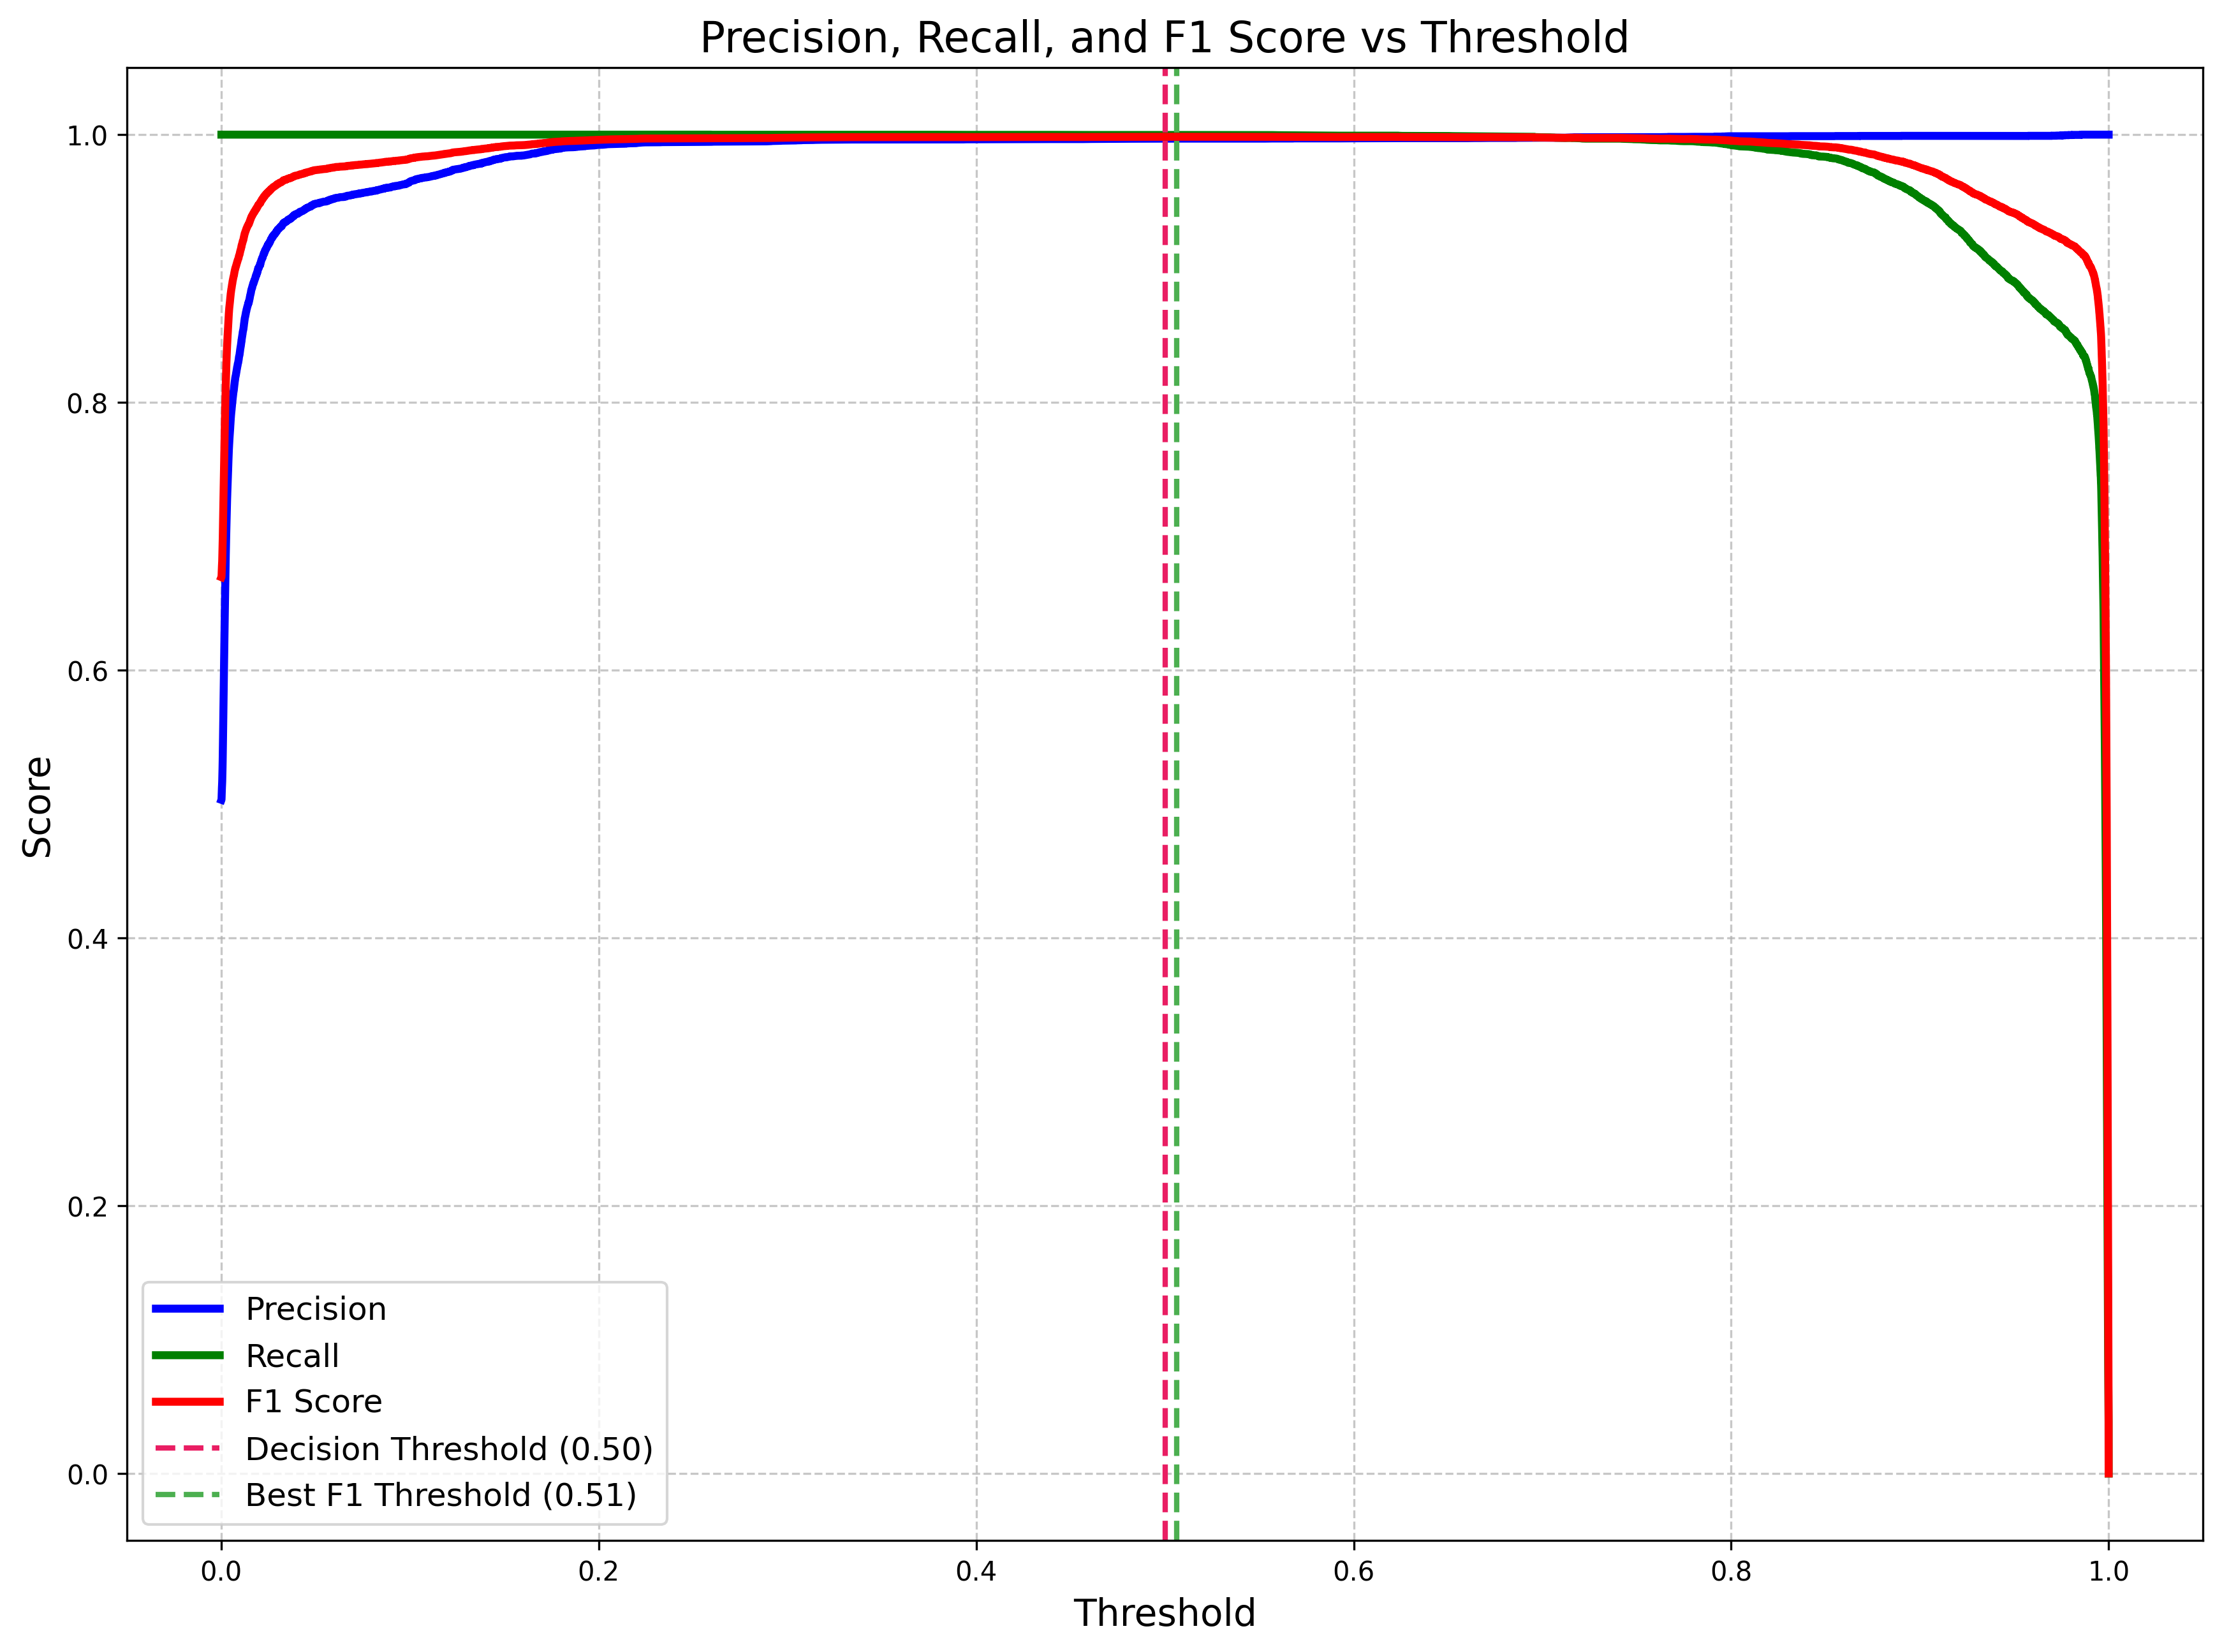 Precision, Recall, and F1 Score vs Threshold
1.0
0.8
0.6
0.4
0.2
0.0
Score
Precision
Recall
F1 Score
Decision Threshold (0.50)
Best F1 Threshold (0.51)
0.0 0.2 0.4 0.6 0.8 1.0
Threshold